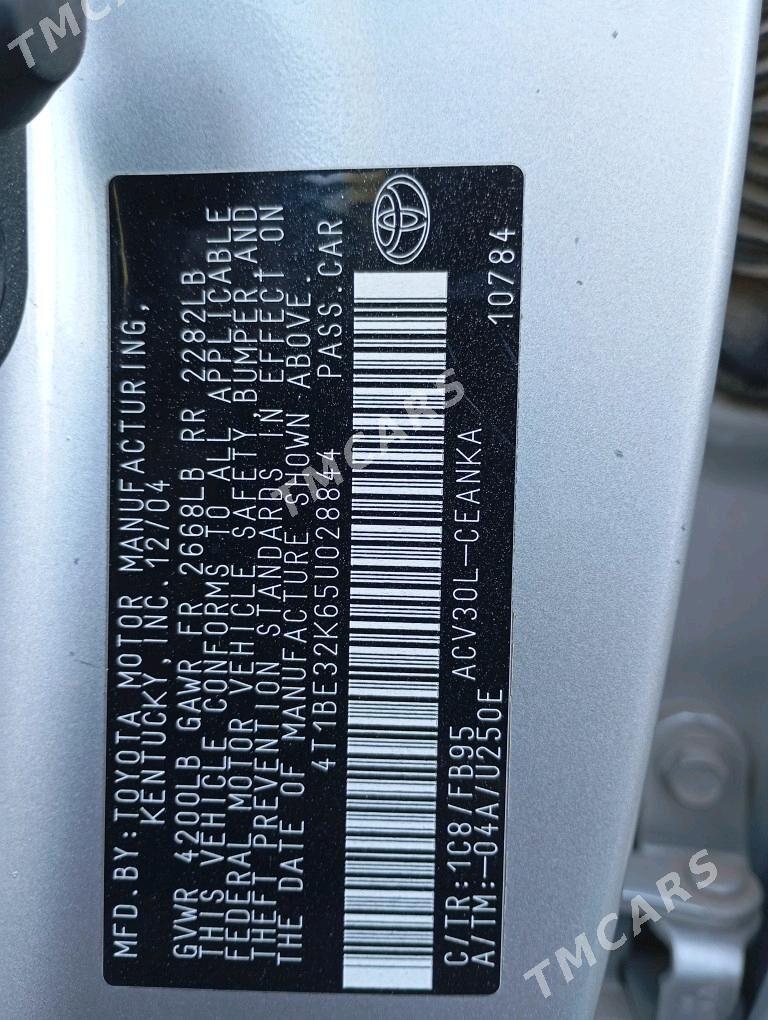 MFD.BY:TOYOTA MOTOR MANUFACTURING,
KENTUCKY, INC.12/04
GVWR 4200LB GAWR FR 2668LB RR 2282LB
THIS VEHICLE CONFORMS TO ALL APPLICABLE
FEDERAL MOTOR VEHICLE SAFETY,BUMPER,AND
THEFT PREVENTION STANDARDS IN EFFECT ON
THE DATE OF MANUFACTURE SHOWN ABOVE.
4T1BE32K65U028844 PASS.CAR
C/TR:1C8/FB95 ACV30L-CEANKA
A/TM:-04A/U250E 10784
TMCARS
TMCARS
TMCARS
TMCARS